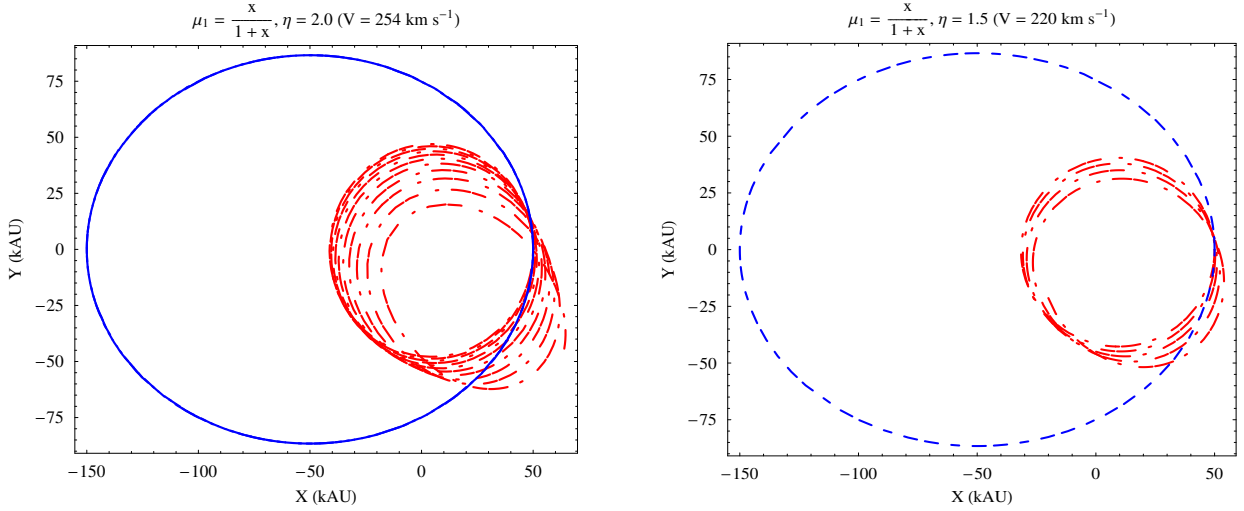 μ₁ = x/(1 + x), η = 2.0 (V = 254 km s⁻¹)
75
50
25
0
−25
−50
−75
Y (kAU)
−150 −100 −50 0 50
X (kAU)
μ₁ = x/(1 + x), η = 1.5 (V = 220 km s⁻¹)
75
50
25
0
−25
−50
−75
Y (kAU)
−150 −100 −50 0 50
X (kAU)